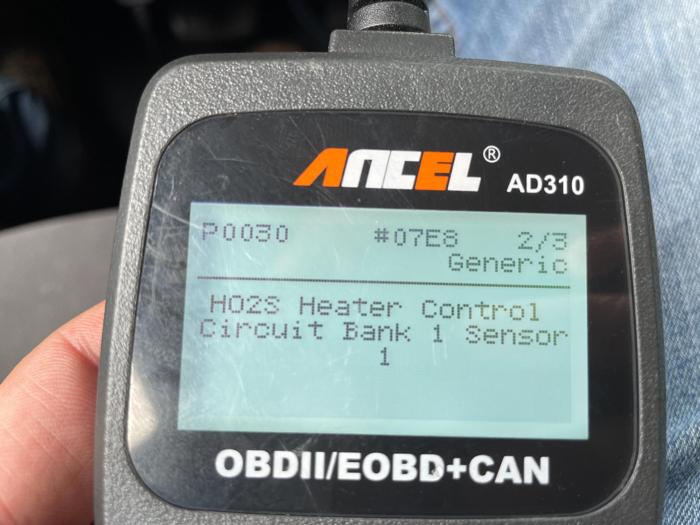 ANCEL® AD310
P0030 #07E8 2/3
Generic
HO2S Heater Control
Circuit Bank 1 Sensor
1
OBDII/EOBD+CAN